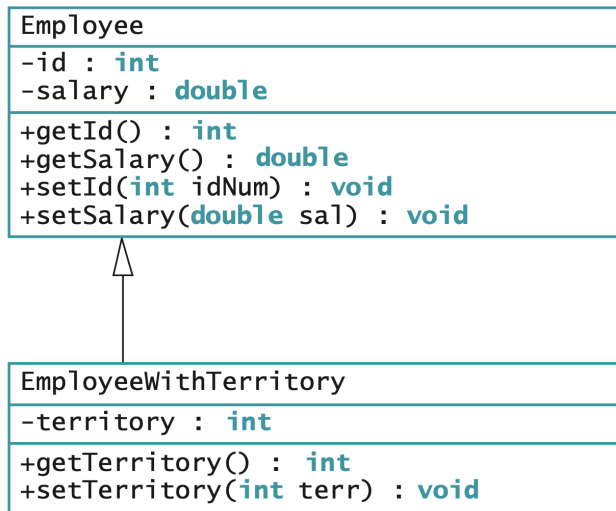 Employee
-id : int
-salary : double
+getId() : int
+getSalary() : double
+setId(int idNum) : void
+setSalary(double sal) : void
EmployeeWithTerritory
-territory : int
+getTerritory() : int
+setTerritory(int terr) : void